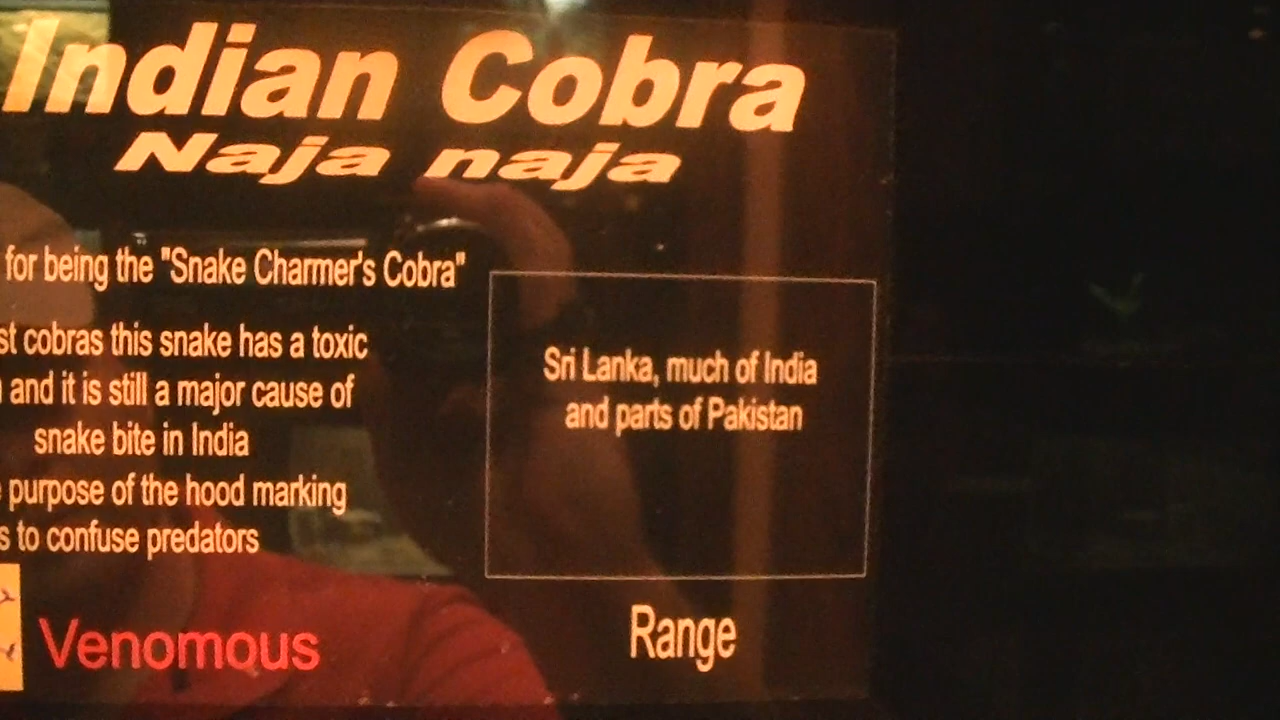 Indian Cobra
Naja naja
for being the "Snake Charmer's Cobra"
cobras this snake has a toxic
and it is still a major cause of
snake bite in India
purpose of the hood marking
to confuse predators
Venomous
Sri Lanka, much of India
and parts of Pakistan
Range